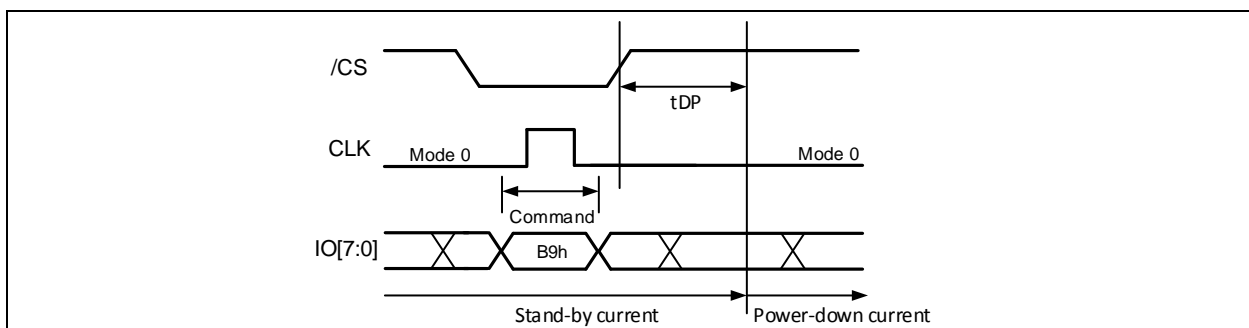 /CS
tDP
CLK
Mode 0
Mode 0
Command
IO[7:0]
B9h
Stand-by current
Power-down current